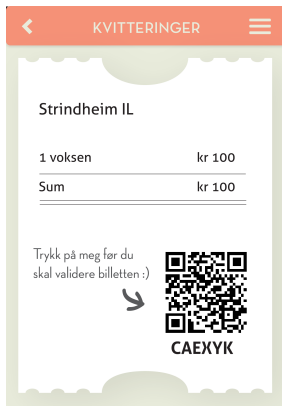 KVITTERINGER
Strindheim IL
1 voksen kr 100
Sum kr 100
Trykk på meg før du
skal validere billetten :)
CAEXYK